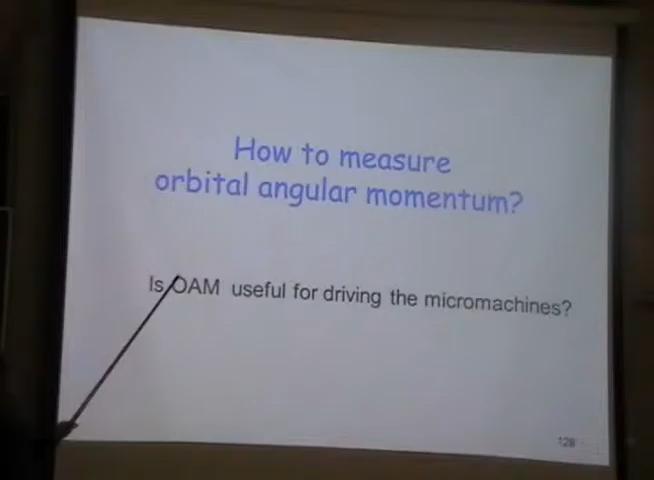 How to measure
orbital angular momentum?
Is OAM useful for driving the micromachines?
128